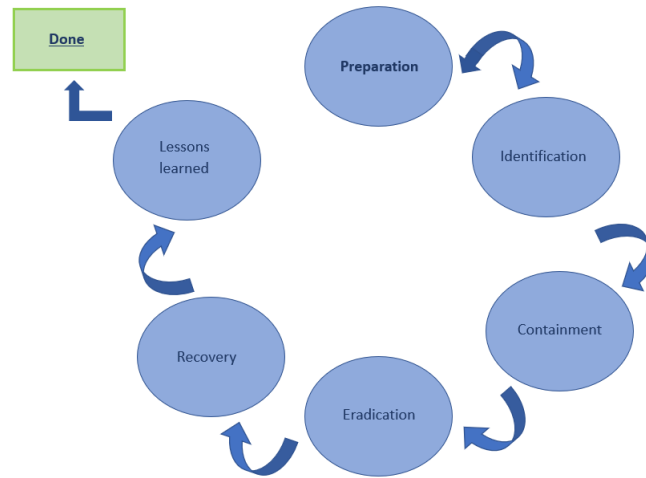 Done
Preparation
Identification
Containment
Eradication
Recovery
Lessons
learned